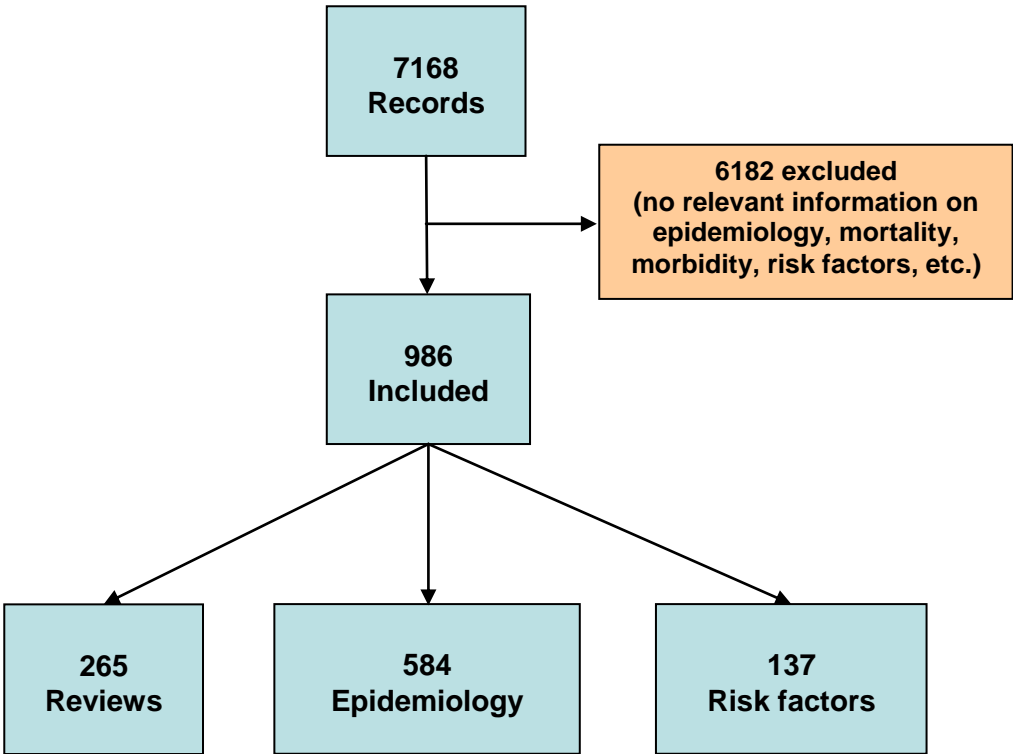 7168
Records
6182 excluded
(no relevant information on
epidemiology, mortality,
morbidity, risk factors, etc.)
986
Included
265
Reviews
584
Epidemiology
137
Risk factors